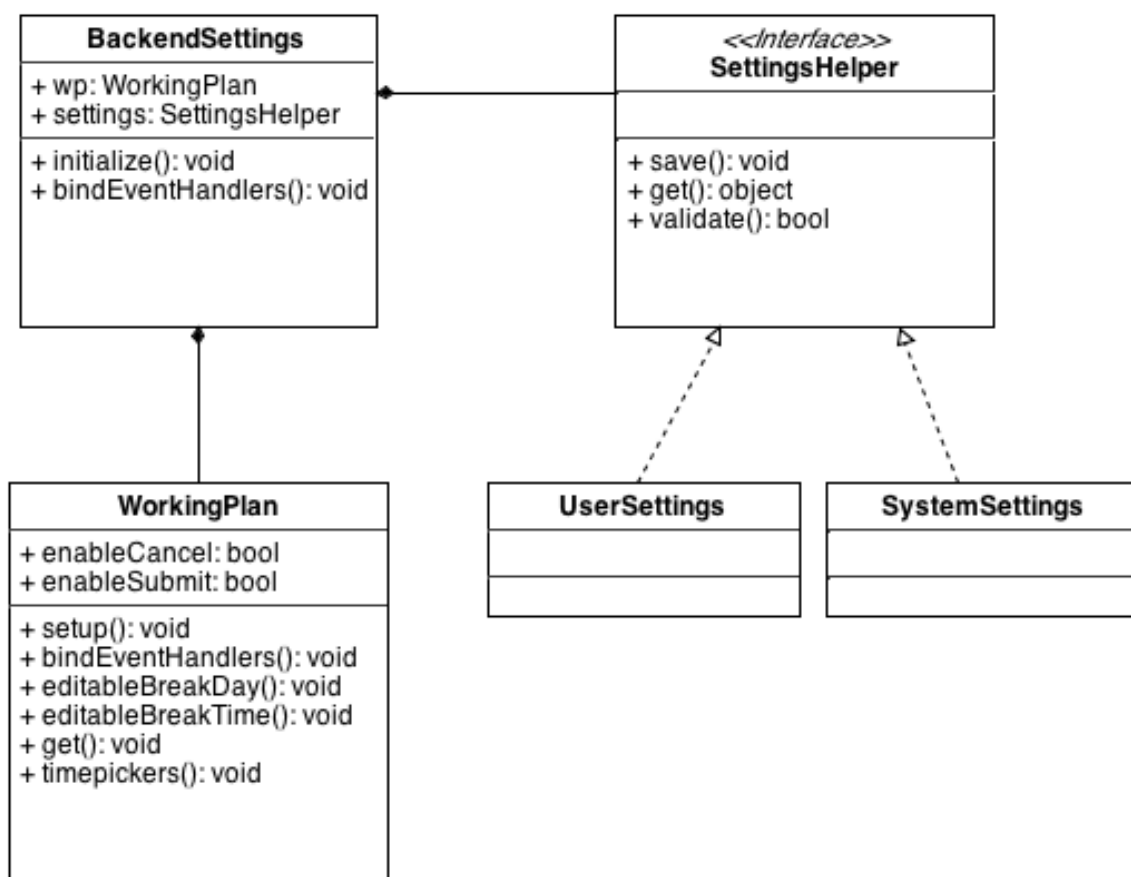 BackendSettings
+ wp: WorkingPlan
+ settings: SettingsHelper
+ initialize(): void
+ bindEventHandlers(): void
<<Interface>>
SettingsHelper
+ save(): void
+ get(): object
+ validate(): bool
WorkingPlan
+ enableCancel: bool
+ enableSubmit: bool
+ setup(): void
+ bindEventHandlers(): void
+ editableBreakDay(): void
+ editableBreakTime(): void
+ get(): void
+ timepickers(): void
UserSettings
SystemSettings